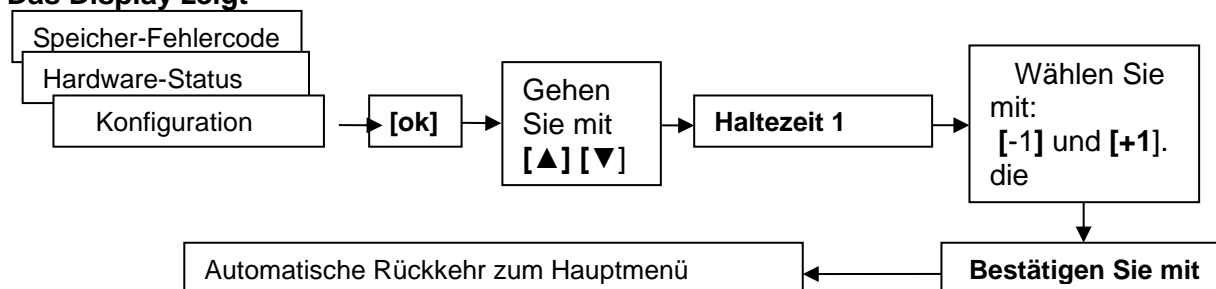 Das Display zeigt
Speicher-Fehlercode
Hardware-Status
Konfiguration
[ok]
Gehen
Sie mit
[▲] [▼]
Haltezeit 1
Wählen Sie
mit:
[-1] und [+1].
die
Bestätigen Sie mit
Automatische Rückkehr zum Hauptmenü